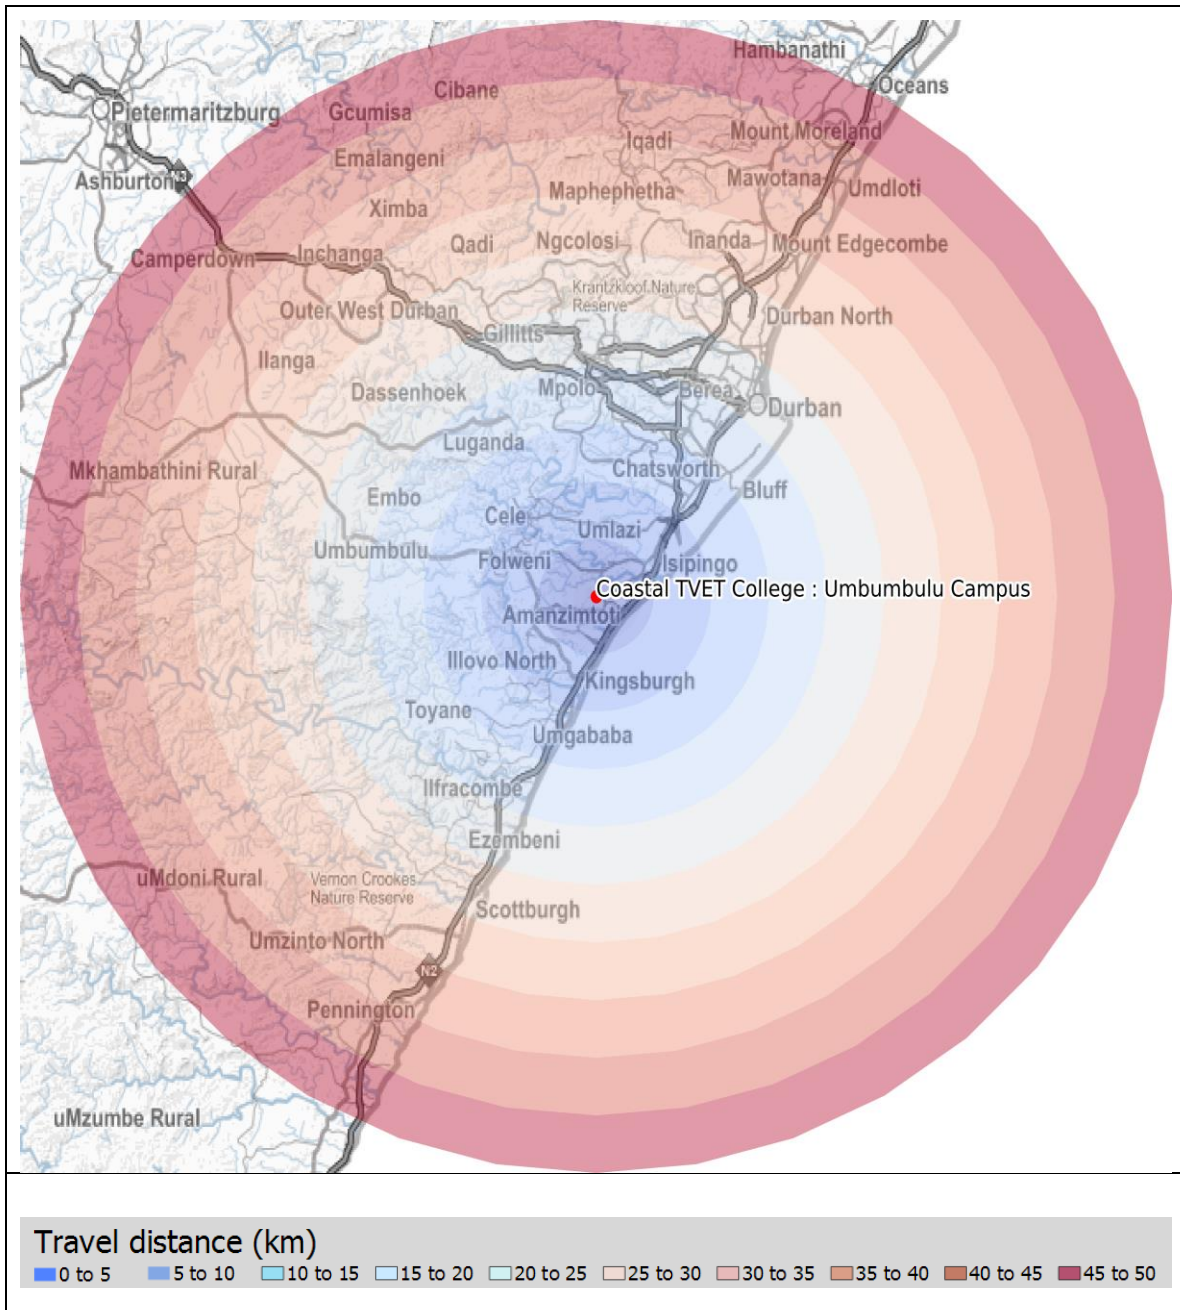 Hambanathi
Oceans
Cibane
Pietermaritzburg
Gcumisa
Mount Moreland
Iqadi
Emalangeni
Ashburton
N3
Mawotana
Umdloti
Maphephetha
Ximba
Qadi
Ngcolosi
Inanda
Mount Edgecombe
Camperdown
Inchanga
Krantzkloof Nature
Reserve
Outer West Durban
Durban North
Gillitts
Ilanga
Dassenhoek
Mpolo
Berea
Durban
Luganda
Mkhambathini Rural
Chatsworth
Embo
Bluff
Cele
Umlazi
Umbumbulu
Folweni
Isipingo
Coastal TVET College : Umbumbulu Campus
Amanzimtoti
Illovo North
Kingsburgh
Toyane
Umgababa
Ilfracombe
Ezembeni
uMdoni Rural
Vernon Crookes
Nature Reserve
Scottburgh
Umzinto North
N2
Pennington
uMzumbe Rural
Travel distance (km)
0 to 5 5 to 10 10 to 15 15 to 20 20 to 25 25 to 30 30 to 35 35 to 40 40 to 45 45 to 50